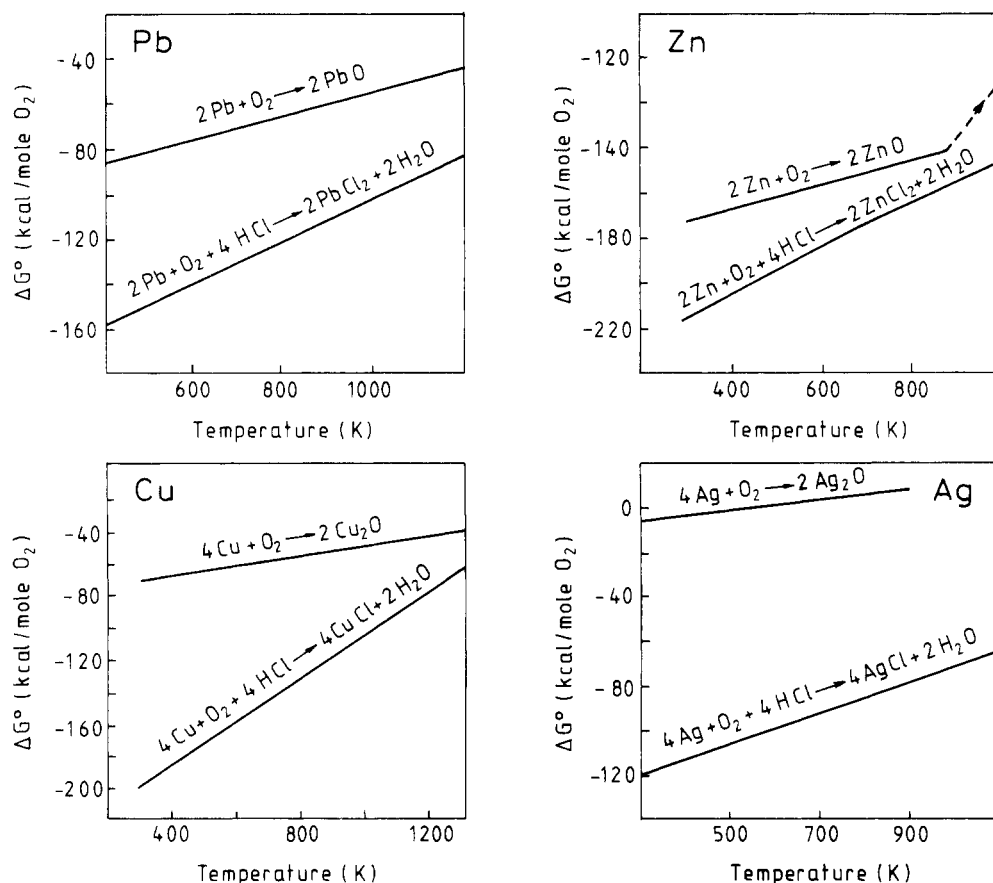 Pb
ΔG° (kcal/mole O₂)
-40
-80
-120
-160
2Pb+O₂→2PbO
2Pb+O₂+4HCl→2PbCl₂+2H₂O
600
800
1000
Temperature (K)
Zn
ΔG° (kcal/mole O₂)
-120
-140
-180
-220
2Zn+O₂→2ZnO
2Zn+O₂+4HCl→2ZnCl₂+2H₂O
400
600
800
Temperature (K)
Cu
ΔG° (kcal/mole O₂)
-40
-80
-120
-160
-200
4Cu+O₂→2Cu₂O
4Cu+O₂+4HCl→4CuCl+2H₂O
400
800
1200
Temperature (K)
Ag
ΔG° (kcal/mole O₂)
0
-40
-80
-120
4Ag+O₂→2Ag₂O
4Ag+O₂+4HCl→4AgCl+2H₂O
500
700
900
Temperature (K)